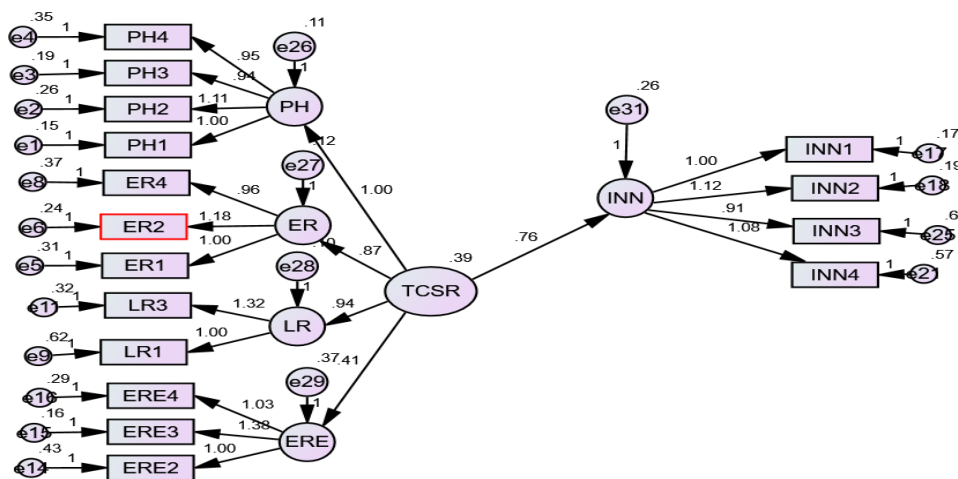 .35
e4 1 PH4
.19
e3 1 PH3
.26
e2 1 PH2
.15
e1 1 PH1
.37
e8 1 ER4
.24
e6 1 ER2
.31
e5 1 ER1
.32
e11 1 LR3
.62
e9 1 LR1
.29
e16 1 ERE4
.16
e15 1 ERE3
.43
e14 1 ERE2
.95
.94
1.11
1.00
.96
1.18
1.00
1.32
1.00
1.03
1.38
1.00
.11
e26
1
PH
.12
e27
1
ER
e28
1
LR
.37
e29
1
ERE
1.00
.87
.94
.41
.39
TCSR
.76
.26
e31
1
INN
1.00
1.12
.91
1.08
.17
INN1 1 e17
.19
INN2 1 e18
.6
INN3 1 e25
.57
INN4 1 e21